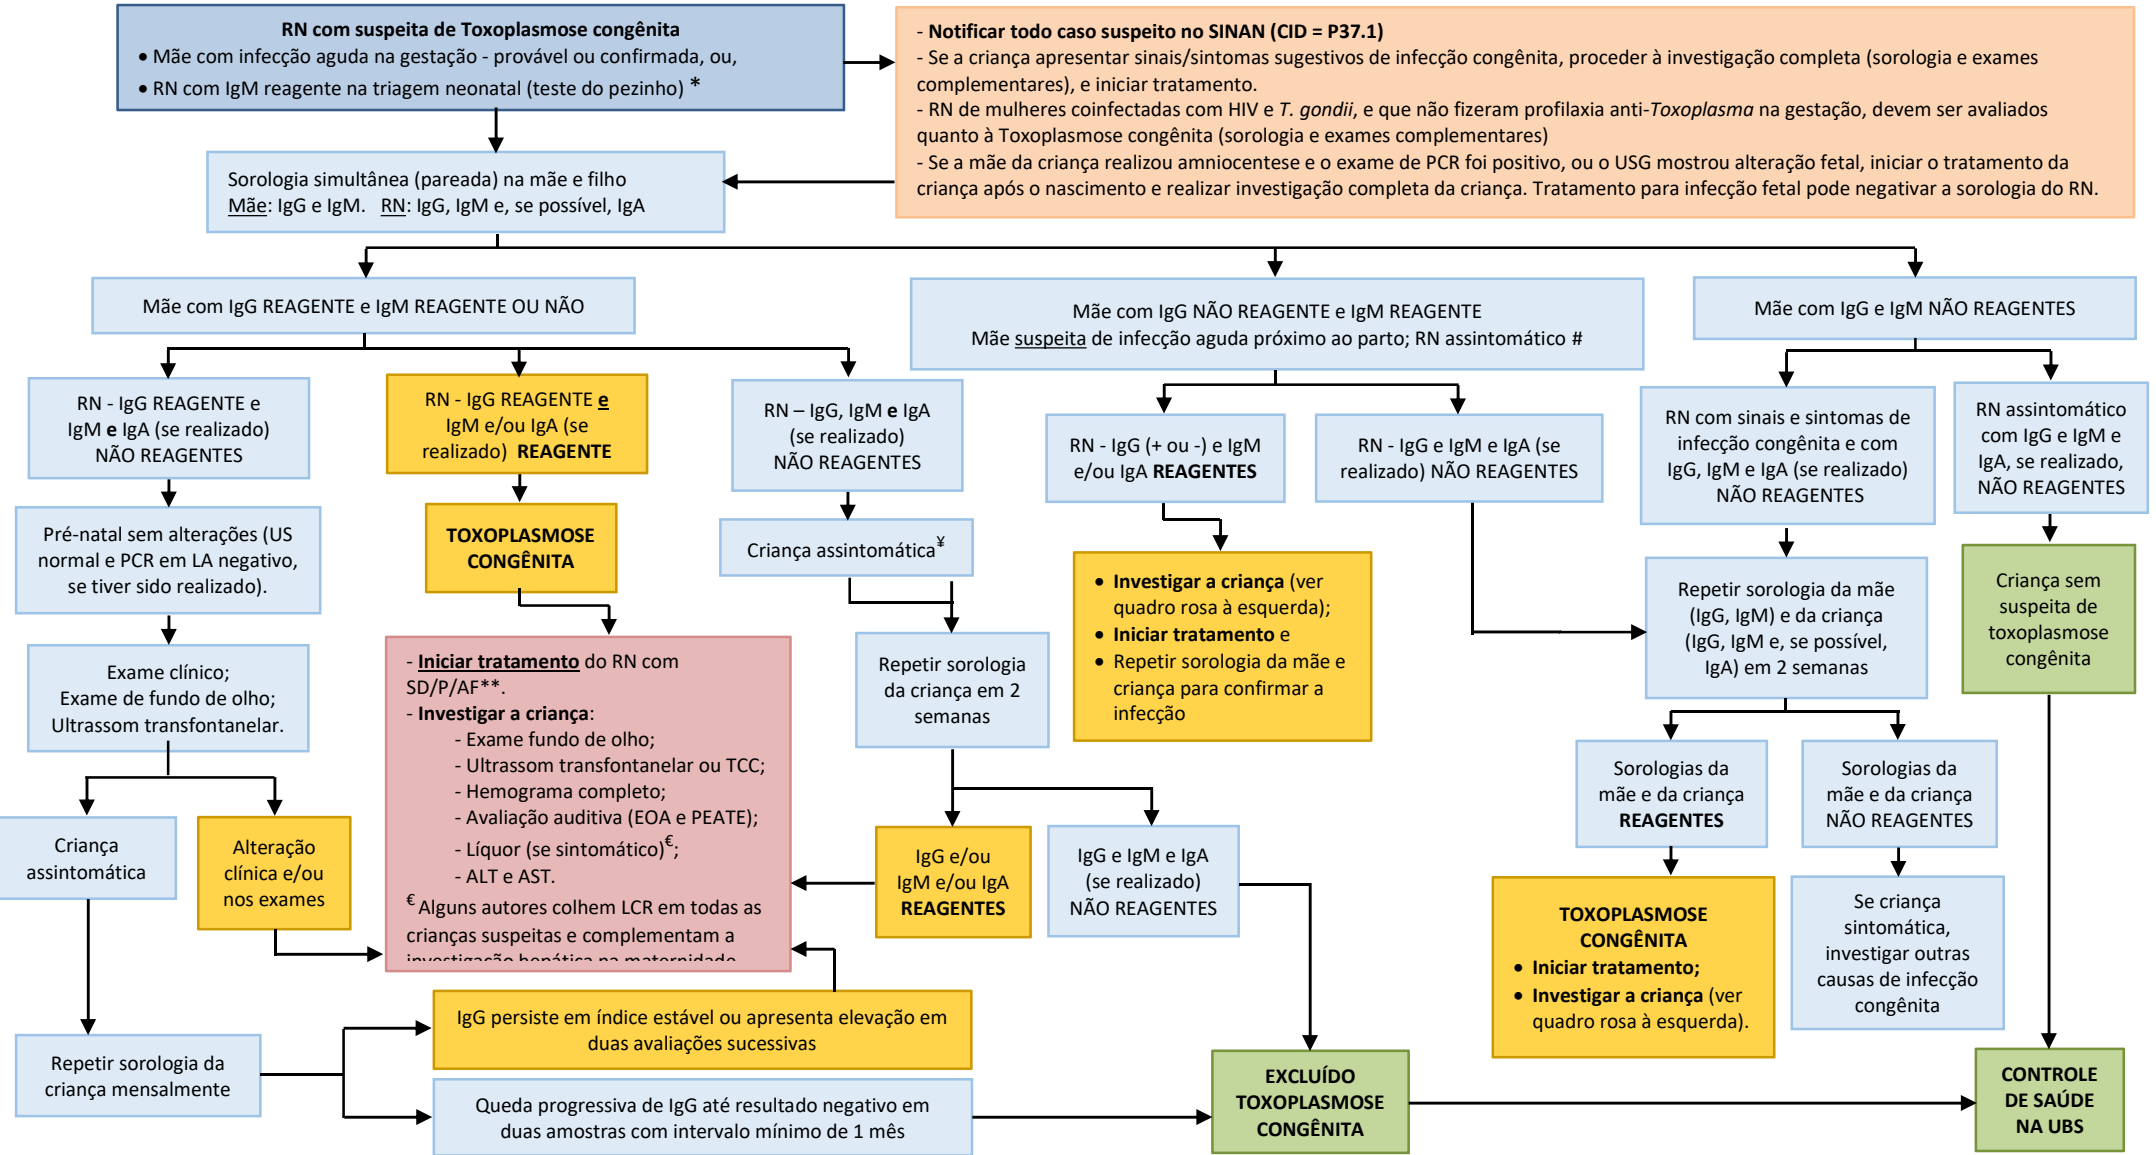 RN com suspeita de Toxoplasmose congênita
• Mãe com infecção aguda na gestação - provável ou confirmada, ou,
• RN com IgM reagente na triagem neonatal (teste do pezinho) *
- Notificar todo caso suspeito no SINAN (CID = P37.1)
- Se a criança apresentar sinais/sintomas sugestivos de infecção congênita, proceder à investigação completa (sorologia e exames
complementares), e iniciar tratamento.
- RN de mulheres coinfectadas com HIV e T. gondii, e que não fizeram profilaxia anti-Toxoplasma na gestação, devem ser avaliados
quanto à Toxoplasmose congênita (sorologia e exames complementares)
- Se a mãe da criança realizou amniocentese e o exame de PCR foi positivo, ou o USG mostrou alteração fetal, iniciar o tratamento da
criança após o nascimento e realizar investigação completa da criança. Tratamento para infecção fetal pode negativar a sorologia do RN.
Sorologia simultânea (pareada) na mãe e filho
Mãe: IgG e IgM. RN: IgG, IgM e, se possível, IgA
Mãe com IgG REAGENTE e IgM REAGENTE OU NÃO
Mãe com IgG NÃO REAGENTE e IgM REAGENTE
Mãe suspeita de infecção aguda próximo ao parto; RN assintomático #
Mãe com IgG e IgM NÃO REAGENTES
RN - IgG REAGENTE e
IgM e IgA (se realizado)
NÃO REAGENTES
RN - IgG REAGENTE e
IgM e/ou IgA (se
realizado) REAGENTE
RN – IgG, IgM e IgA
(se realizado)
NÃO REAGENTES
RN - IgG (+ ou -) e IgM
e/ou IgA REAGENTES
RN - IgG e IgM e IgA (se
realizado) NÃO REAGENTES
RN com sinais e sintomas de
infecção congênita e com
IgG, IgM e IgA (se realizado)
NÃO REAGENTES
RN assintomático
com IgG e IgM e
IgA, se realizado,
NÃO REAGENTES
Pré-natal sem alterações (US
normal e PCR em LA negativo,
se tiver sido realizado).
TOXOPLASMOSE
CONGÊNITA
Criança assintomática¥
• Investigar a criança (ver
quadro rosa à esquerda);
• Iniciar tratamento e
• Repetir sorologia da mãe e
criança para confirmar a
infecção
Repetir sorologia da mãe
(IgG, IgM) e da criança
(IgG, IgM e, se possível,
IgA) em 2 semanas
Criança sem
suspeita de
toxoplasmose
congênita
Exame clínico;
Exame de fundo de olho;
Ultrassom transfontanelar.
- Iniciar tratamento do RN com
SD/P/AF**.
- Investigar a criança:
- Exame fundo de olho;
- Ultrassom transfontanelar ou TCC;
- Hemograma completo;
- Avaliação auditiva (EOA e PEATE);
- Líquor (se sintomático)€;
- ALT e AST.
€ Alguns autores colhem LCR em todas as
crianças suspeitas e complementam a
investigação hepática na maternidade
Repetir sorologia
da criança em 2
semanas
Sorologias da
mãe e da criança
REAGENTES
Sorologias da
mãe e da criança
NÃO REAGENTES
Criança
assintomática
Alteração
clínica e/ou
nos exames
IgG e/ou
IgM e/ou IgA
REAGENTES
IgG e IgM e IgA
(se realizado)
NÃO REAGENTES
TOXOPLASMOSE
CONGÊNITA
• Iniciar tratamento;
• Investigar a criança (ver
quadro rosa à esquerda).
Se criança
sintomática,
investigar outras
causas de infecção
congênita
Repetir sorologia da
criança mensalmente
IgG persiste em índice estável ou apresenta elevação em
duas avaliações sucessivas
Queda progressiva de IgG até resultado negativo em
duas amostras com intervalo mínimo de 1 mês
EXCLUÍDO
TOXOPLASMOSE
CONGÊNITA
CONTROLE
DE SAÚDE
NA UBS